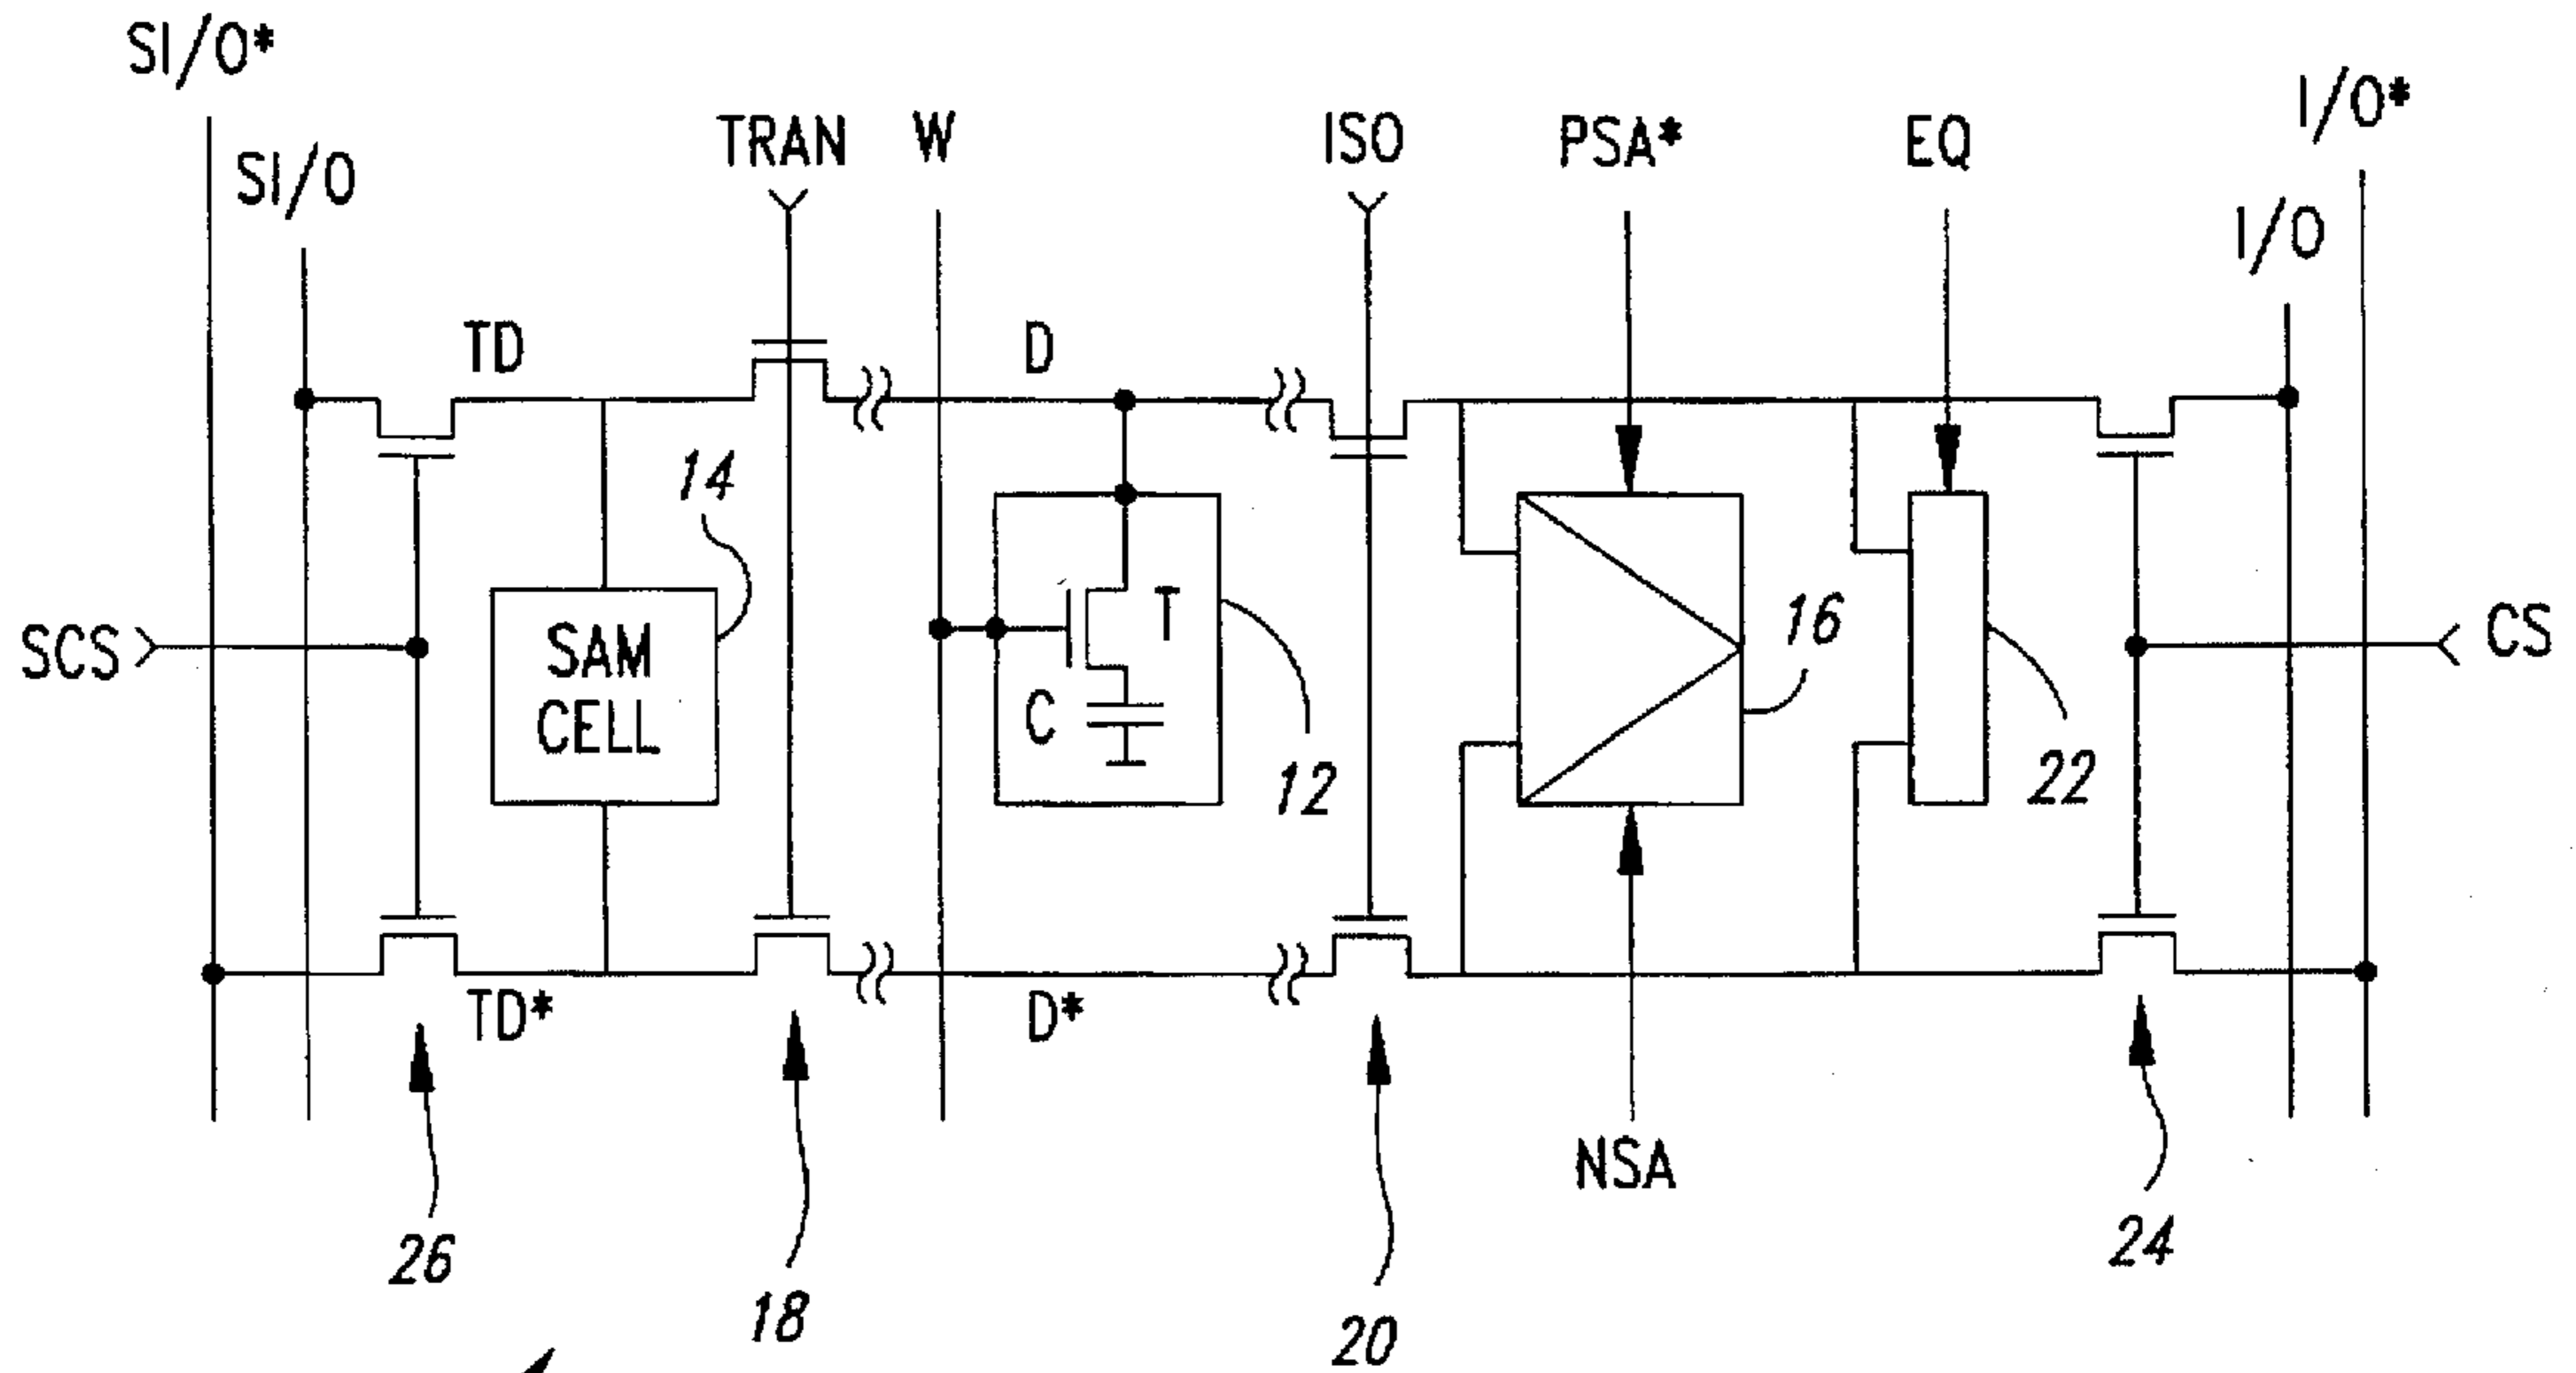 SI/O*
SI/O
TRAN
W
ISO
PSA*
EQ
I/O*
I/O
TD
D
14
SCS
SAM
CELL
T
C
12
16
22
CS
TD*
D*
NSA
26
18
20
24